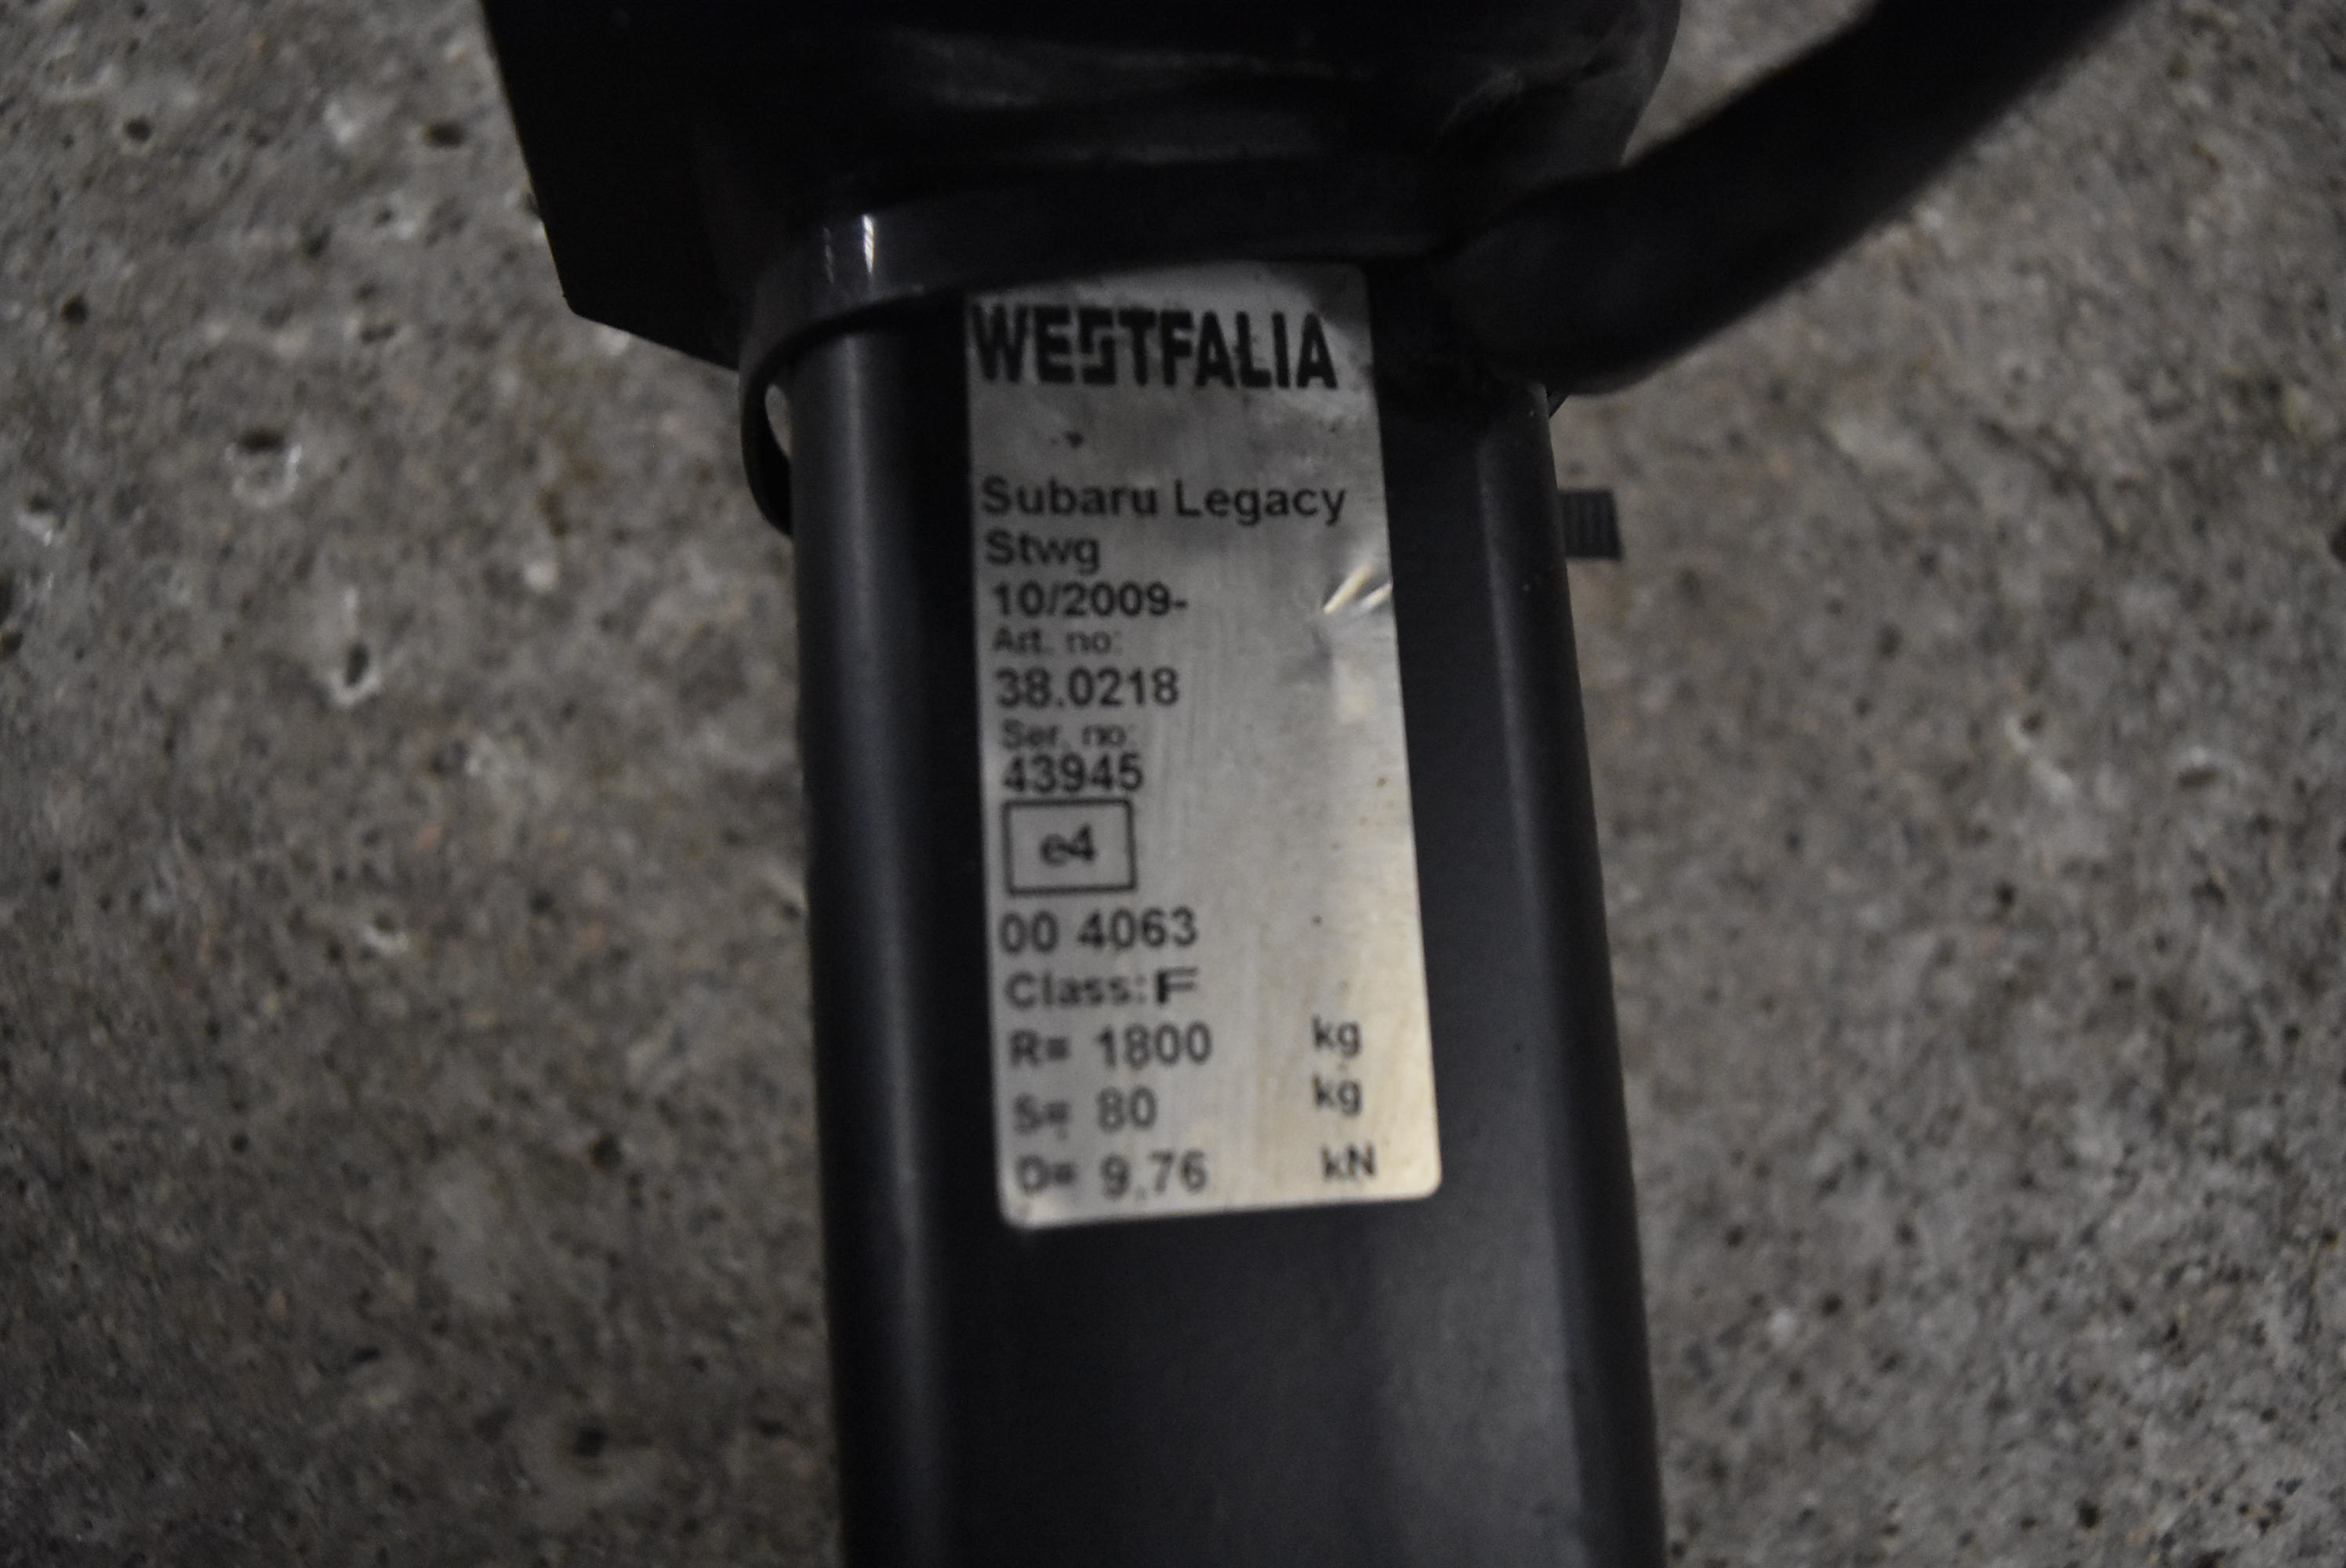 WESTFALIA
Subaru Legacy
Stwg
10/2009-
Art. no:
38.0218
Ser. no:
43945
e4
00 4063
Class: F
R= 1800 kg
S= 80 kg
D= 9,76 kN